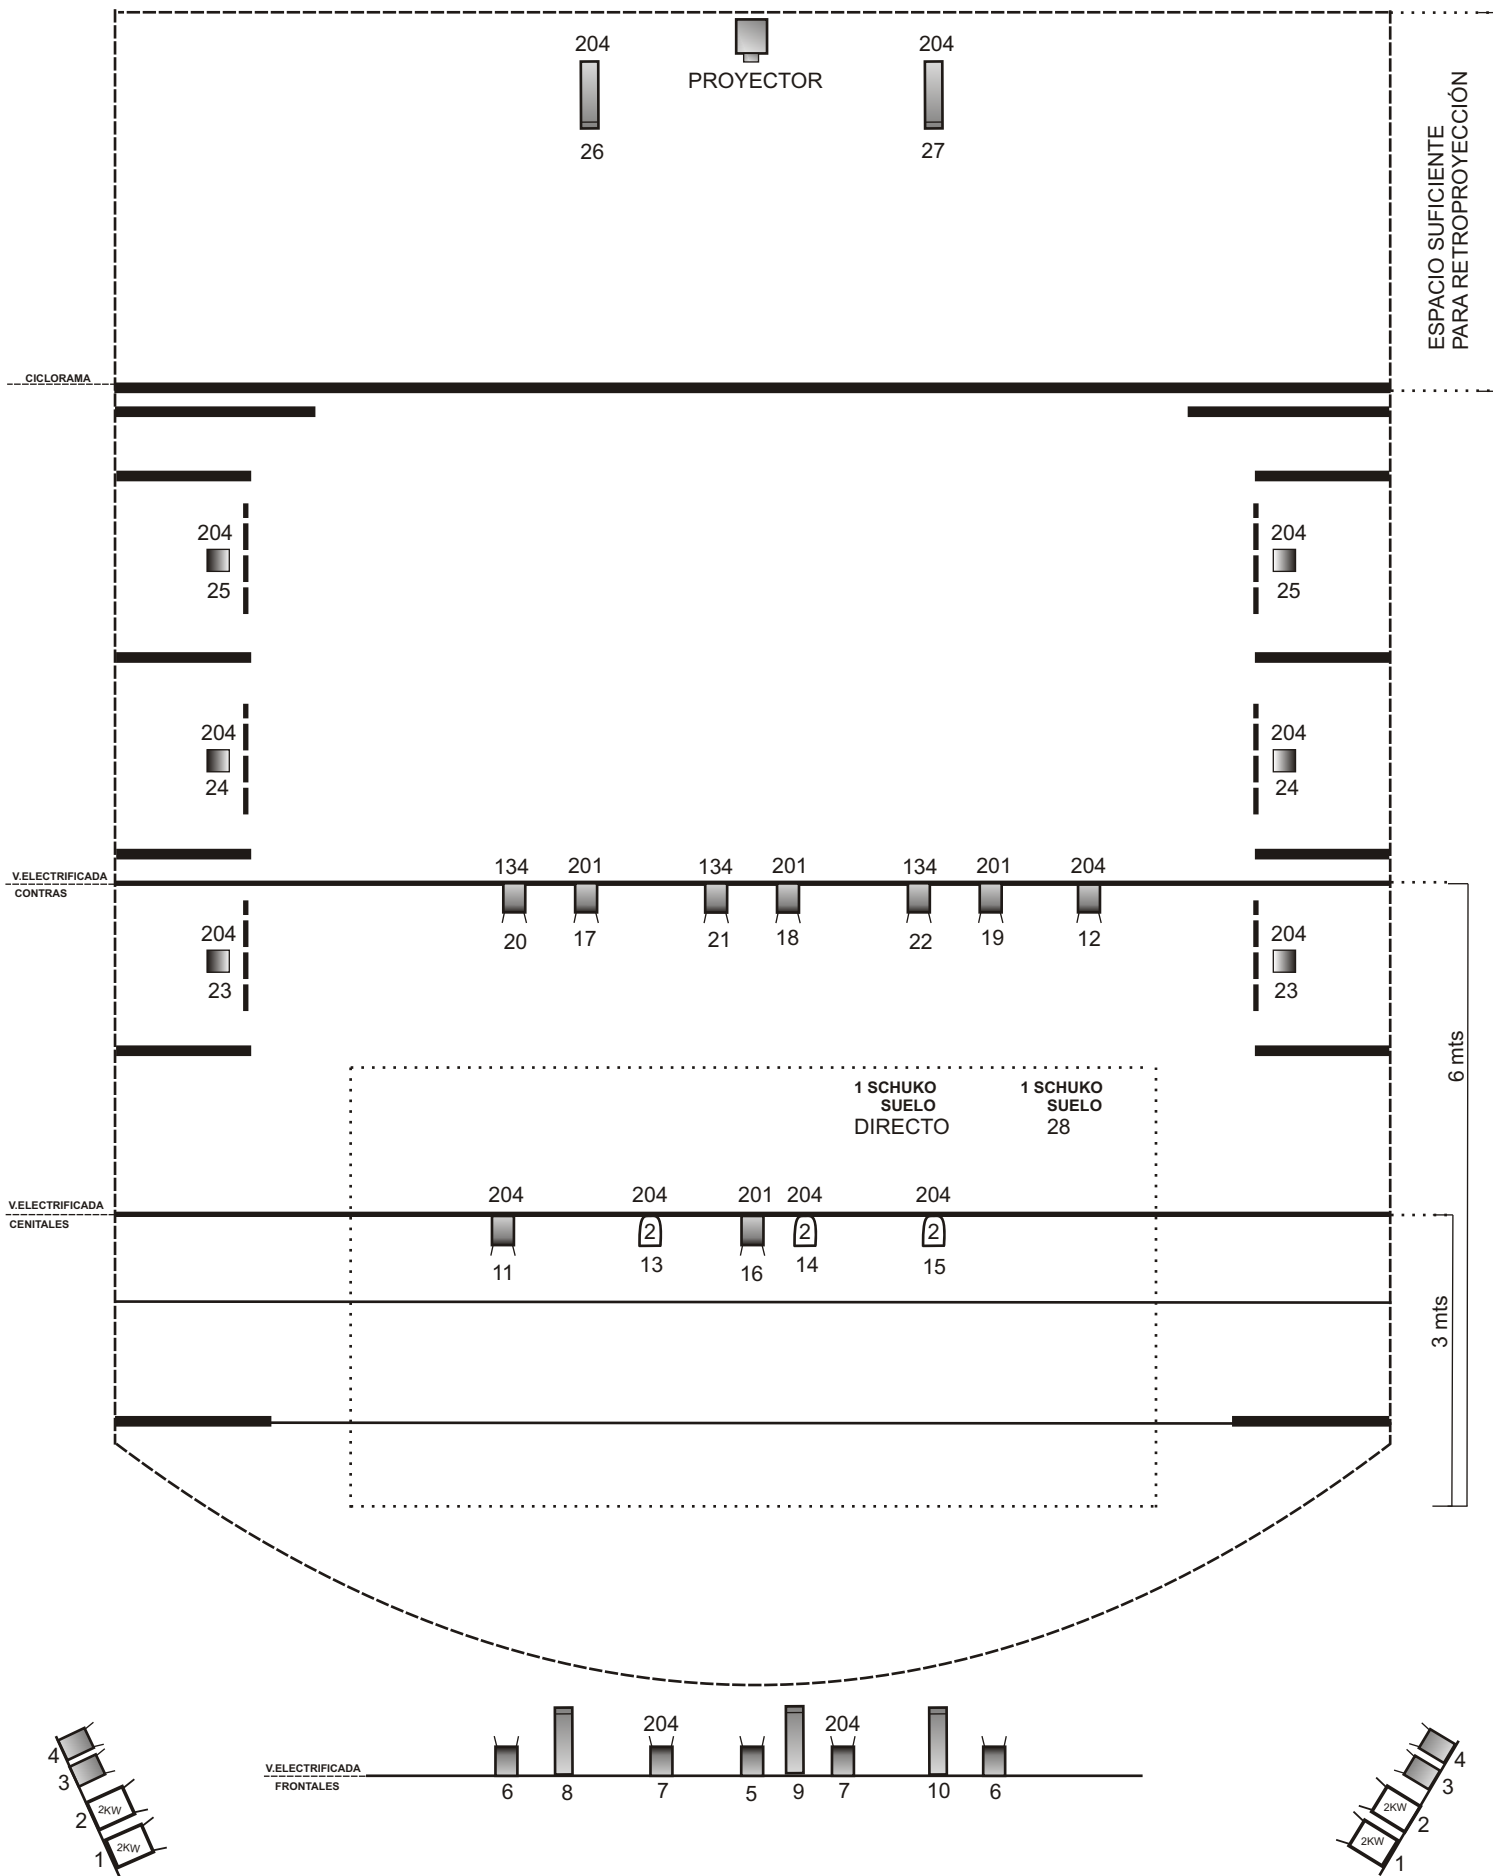 204
204
PROYECTOR
26
27
ESPACIO SUFICIENTE
PARA RETROPROYECCIÓN
CICLORAMA
204
204
25
25
204
204
24
24
V.ELECTRIFICADA
CONTRAS
134 201 134 201 134 201 204
20 17 21 18 22 19 12
204
204
23
23
6 mts
1 SCHUKO
SUELO
DIRECTO
1 SCHUKO
SUELO
28
V.ELECTRIFICADA
CENITALES
204 204 201 204 204
2 2 2
11 13 16 14 15
3 mts
204 204
V.ELECTRIFICADA
FRONTALES
6 8 7 5 9 7 10 6
4
3
2 2KW
1 2KW
4
3
2KW 2
2KW 1